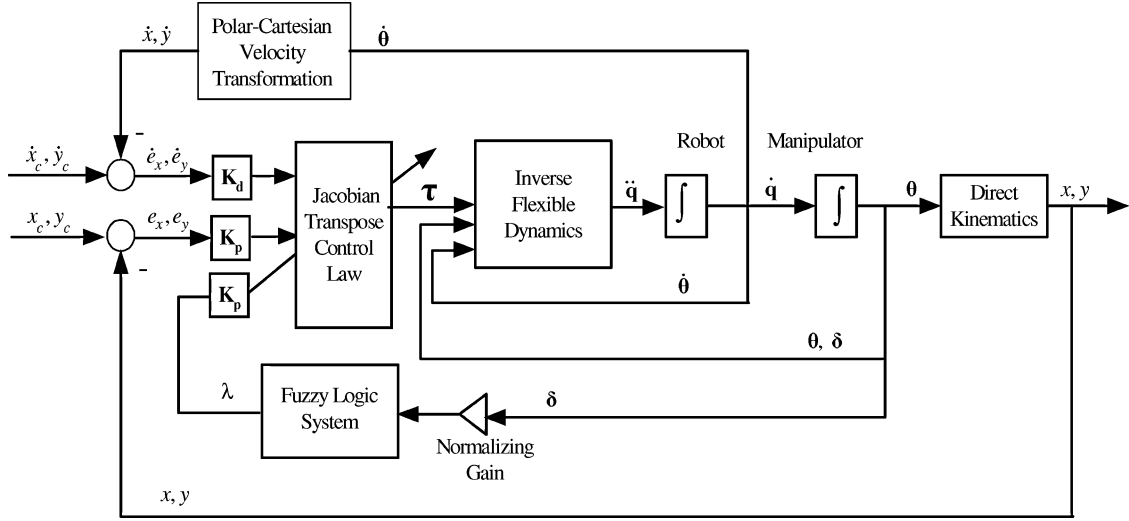 Polar-Cartesian
Velocity
Transformation
ẋ, ẏ
θ̇
-
ẋc, ẏc
ėx, ėy
Kd
xc, yc
ex, ey
Kp
-
Kp
Jacobian
Transpose
Control
Law
τ
Inverse
Flexible
Dynamics
q̈
Robot
∫
q̇
Manipulator
∫
θ
Direct
Kinematics
x, y
θ̇
θ, δ
λ
Fuzzy Logic
System
Normalizing
Gain
δ
x, y